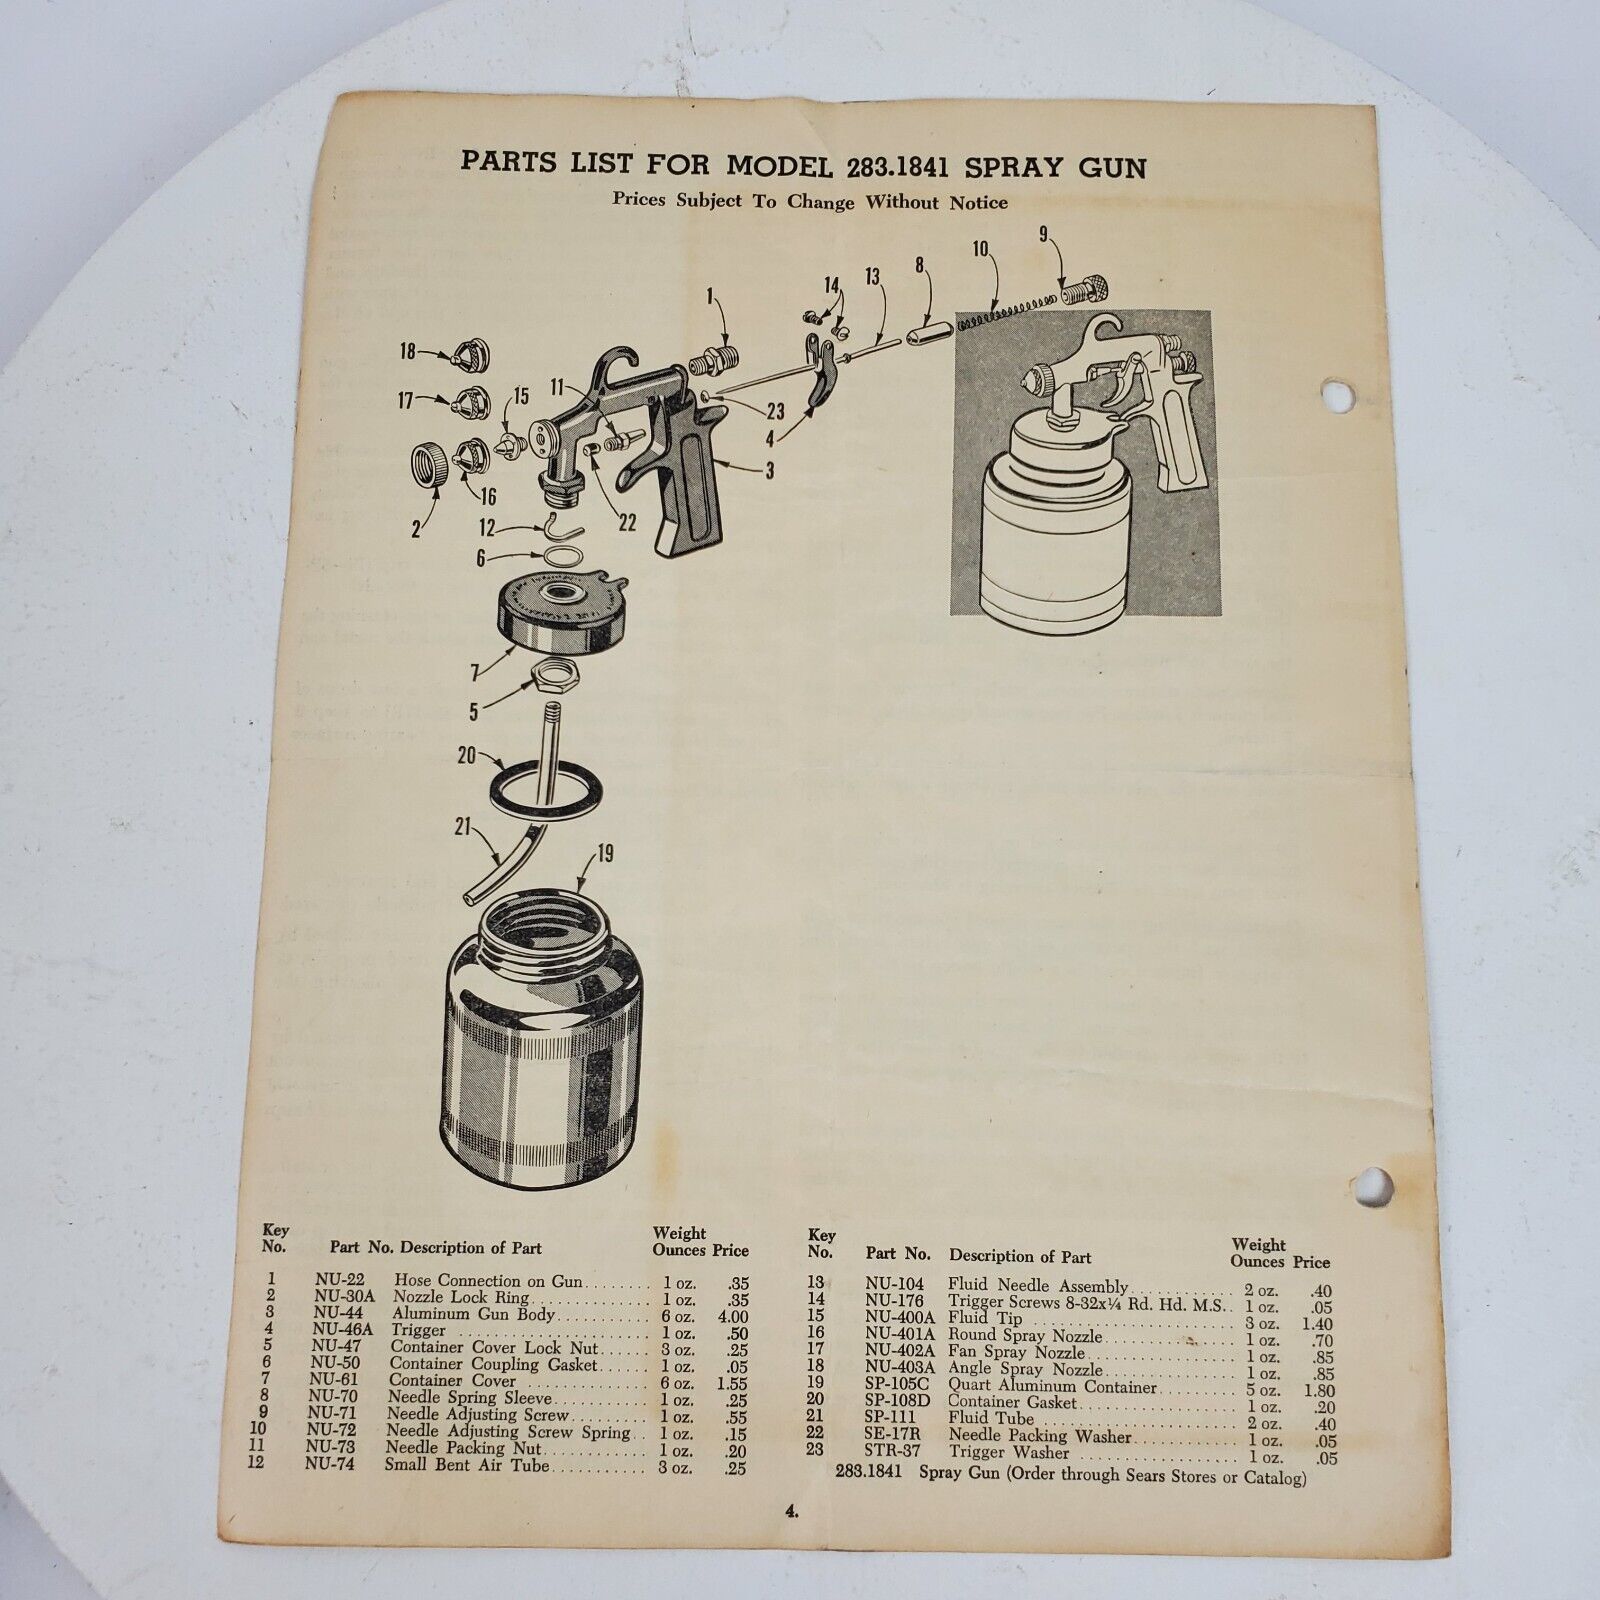 PARTS LIST FOR MODEL 283.1841 SPRAY GUN
Prices Subject To Change Without Notice
9
10
8
13
14
1
18
17
15
11
23
4
3
16
2
22
12
6
7
5
20
21
19
Key No. Part No. Description of Part Weight Ounces Price
1 NU-22 Hose Connection on Gun........ 1 oz. .35
2 NU-30A Nozzle Lock Ring............... 1 oz. .35
3 NU-44 Aluminum Gun Body............ 6 oz. 4.00
4 NU-46A Trigger ........................ 1 oz. .50
5 NU-47 Container Cover Lock Nut...... 3 oz. .25
6 NU-50 Container Coupling Gasket....... 1 oz. .05
7 NU-61 Container Cover ............... 6 oz. 1.55
8 NU-70 Needle Spring Sleeve............ 1 oz. .25
9 NU-71 Needle Adjusting Screw......... 1 oz. .55
10 NU-72 Needle Adjusting Screw Spring.. 1 oz. .15
11 NU-73 Needle Packing Nut............. 1 oz. .20
12 NU-74 Small Bent Air Tube............ 3 oz. .25
Key No. Part No. Description of Part Weight Ounces Price
13 NU-104 Fluid Needle Assembly............ 2 oz. .40
14 NU-176 Trigger Screws 8-32x¼ Rd. Hd. M.S.. 1 oz. .05
15 NU-400A Fluid Tip ........................ 3 oz. 1.40
16 NU-401A Round Spray Nozzle............... 1 oz. .70
17 NU-402A Fan Spray Nozzle................. 1 oz. .85
18 NU-403A Angle Spray Nozzle............... 1 oz. .85
19 SP-105C Quart Aluminum Container......... 5 oz. 1.80
20 SP-108D Container Gasket.................. 1 oz. .20
21 SP-111 Fluid Tube ....................... 2 oz. .40
22 SE-17R Needle Packing Washer............ 1 oz. .05
23 STR-37 Trigger Washer ................... 1 oz. .05
283.1841 Spray Gun (Order through Sears Stores or Catalog)
4.